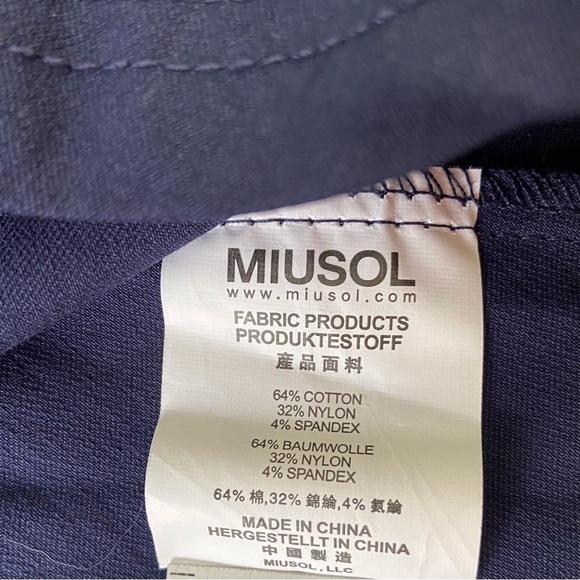 MIUSOL
www.miusol.com
FABRIC PRODUCTS
PRODUKTESTOFF
産品面料
64% COTTON
32% NYLON
4% SPANDEX
64% BAUMWOLLE
32% NYLON
4% SPANDEX
64% 棉,32% 錦綸,4% 氨綸
MADE IN CHINA
HERGESTELLT IN CHINA
中國製造
MIUSOL, LLC